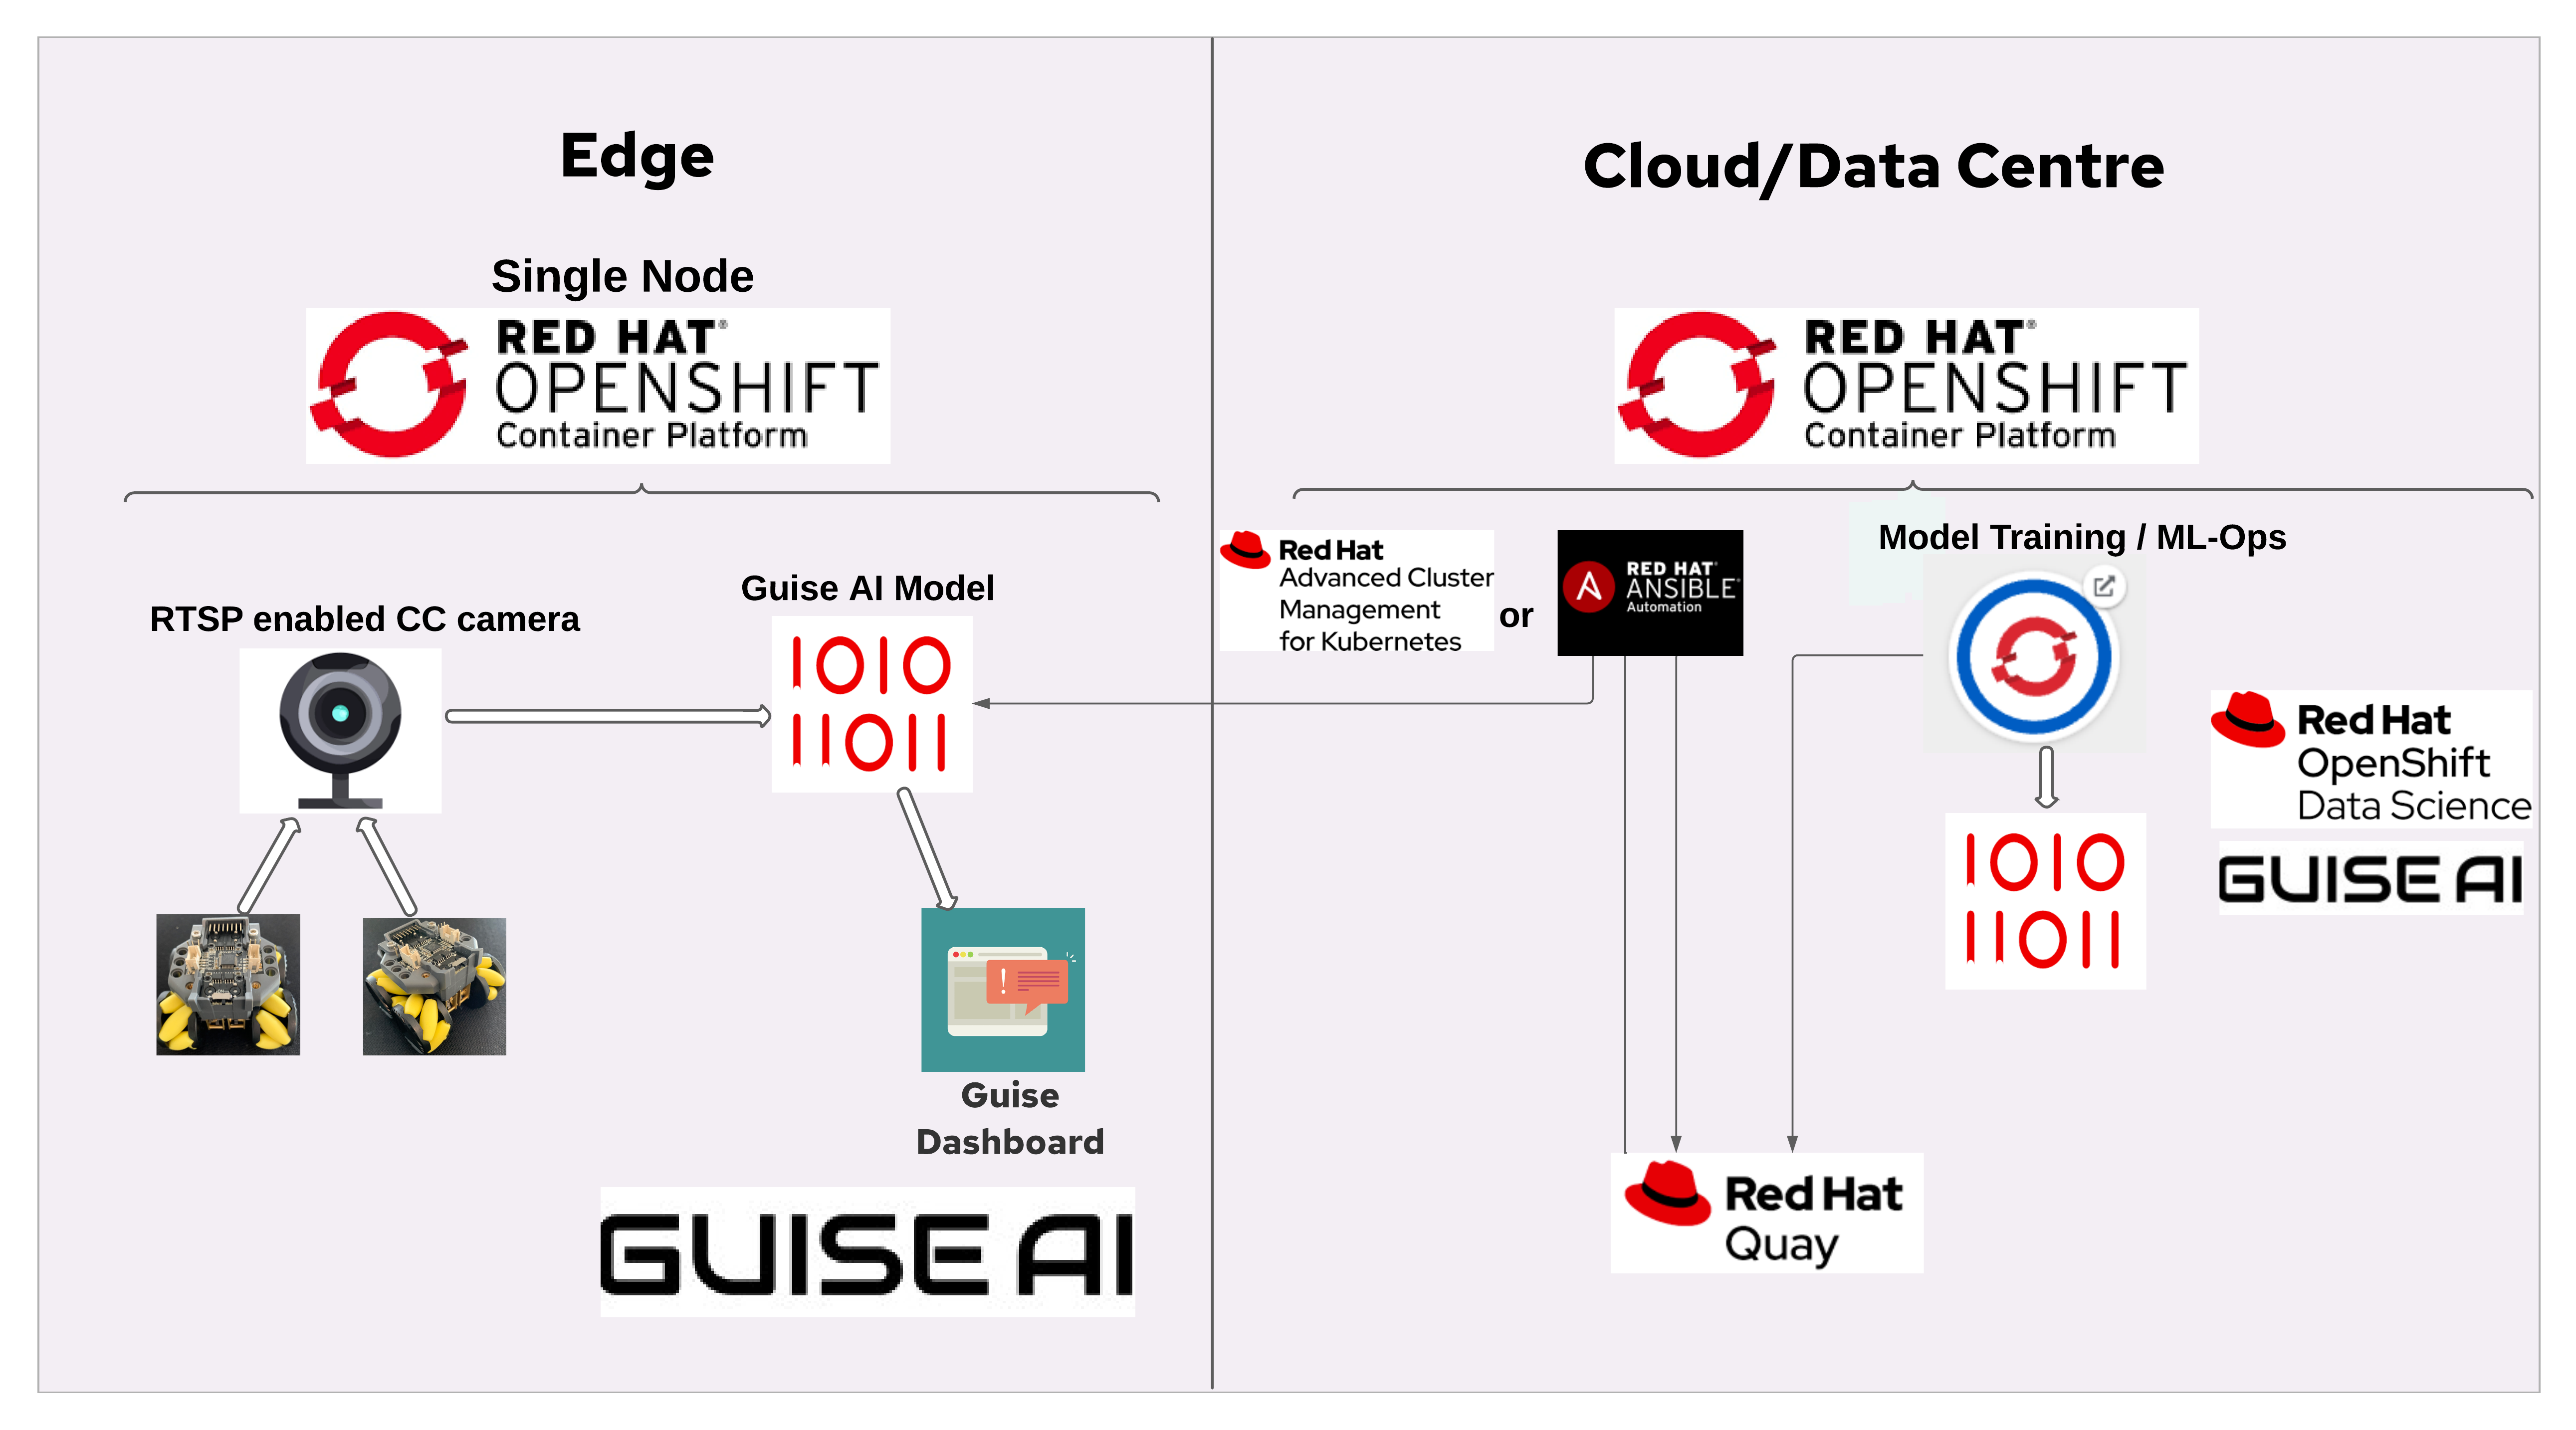 Edge
Single Node
RED HAT®
OPENSHIFT
Container Platform
RTSP enabled CC camera
Guise AI Model
1010
11011
Guise
Dashboard
GUISE AI
Cloud/Data Centre
RED HAT®
OPENSHIFT
Container Platform
Red Hat
Advanced Cluster
Management
for Kubernetes
or
RED HAT®
ANSIBLE®
Automation
Model Training / ML-Ops
Red Hat
OpenShift
Data Science
GUISE AI
1010
11011
Red Hat
Quay